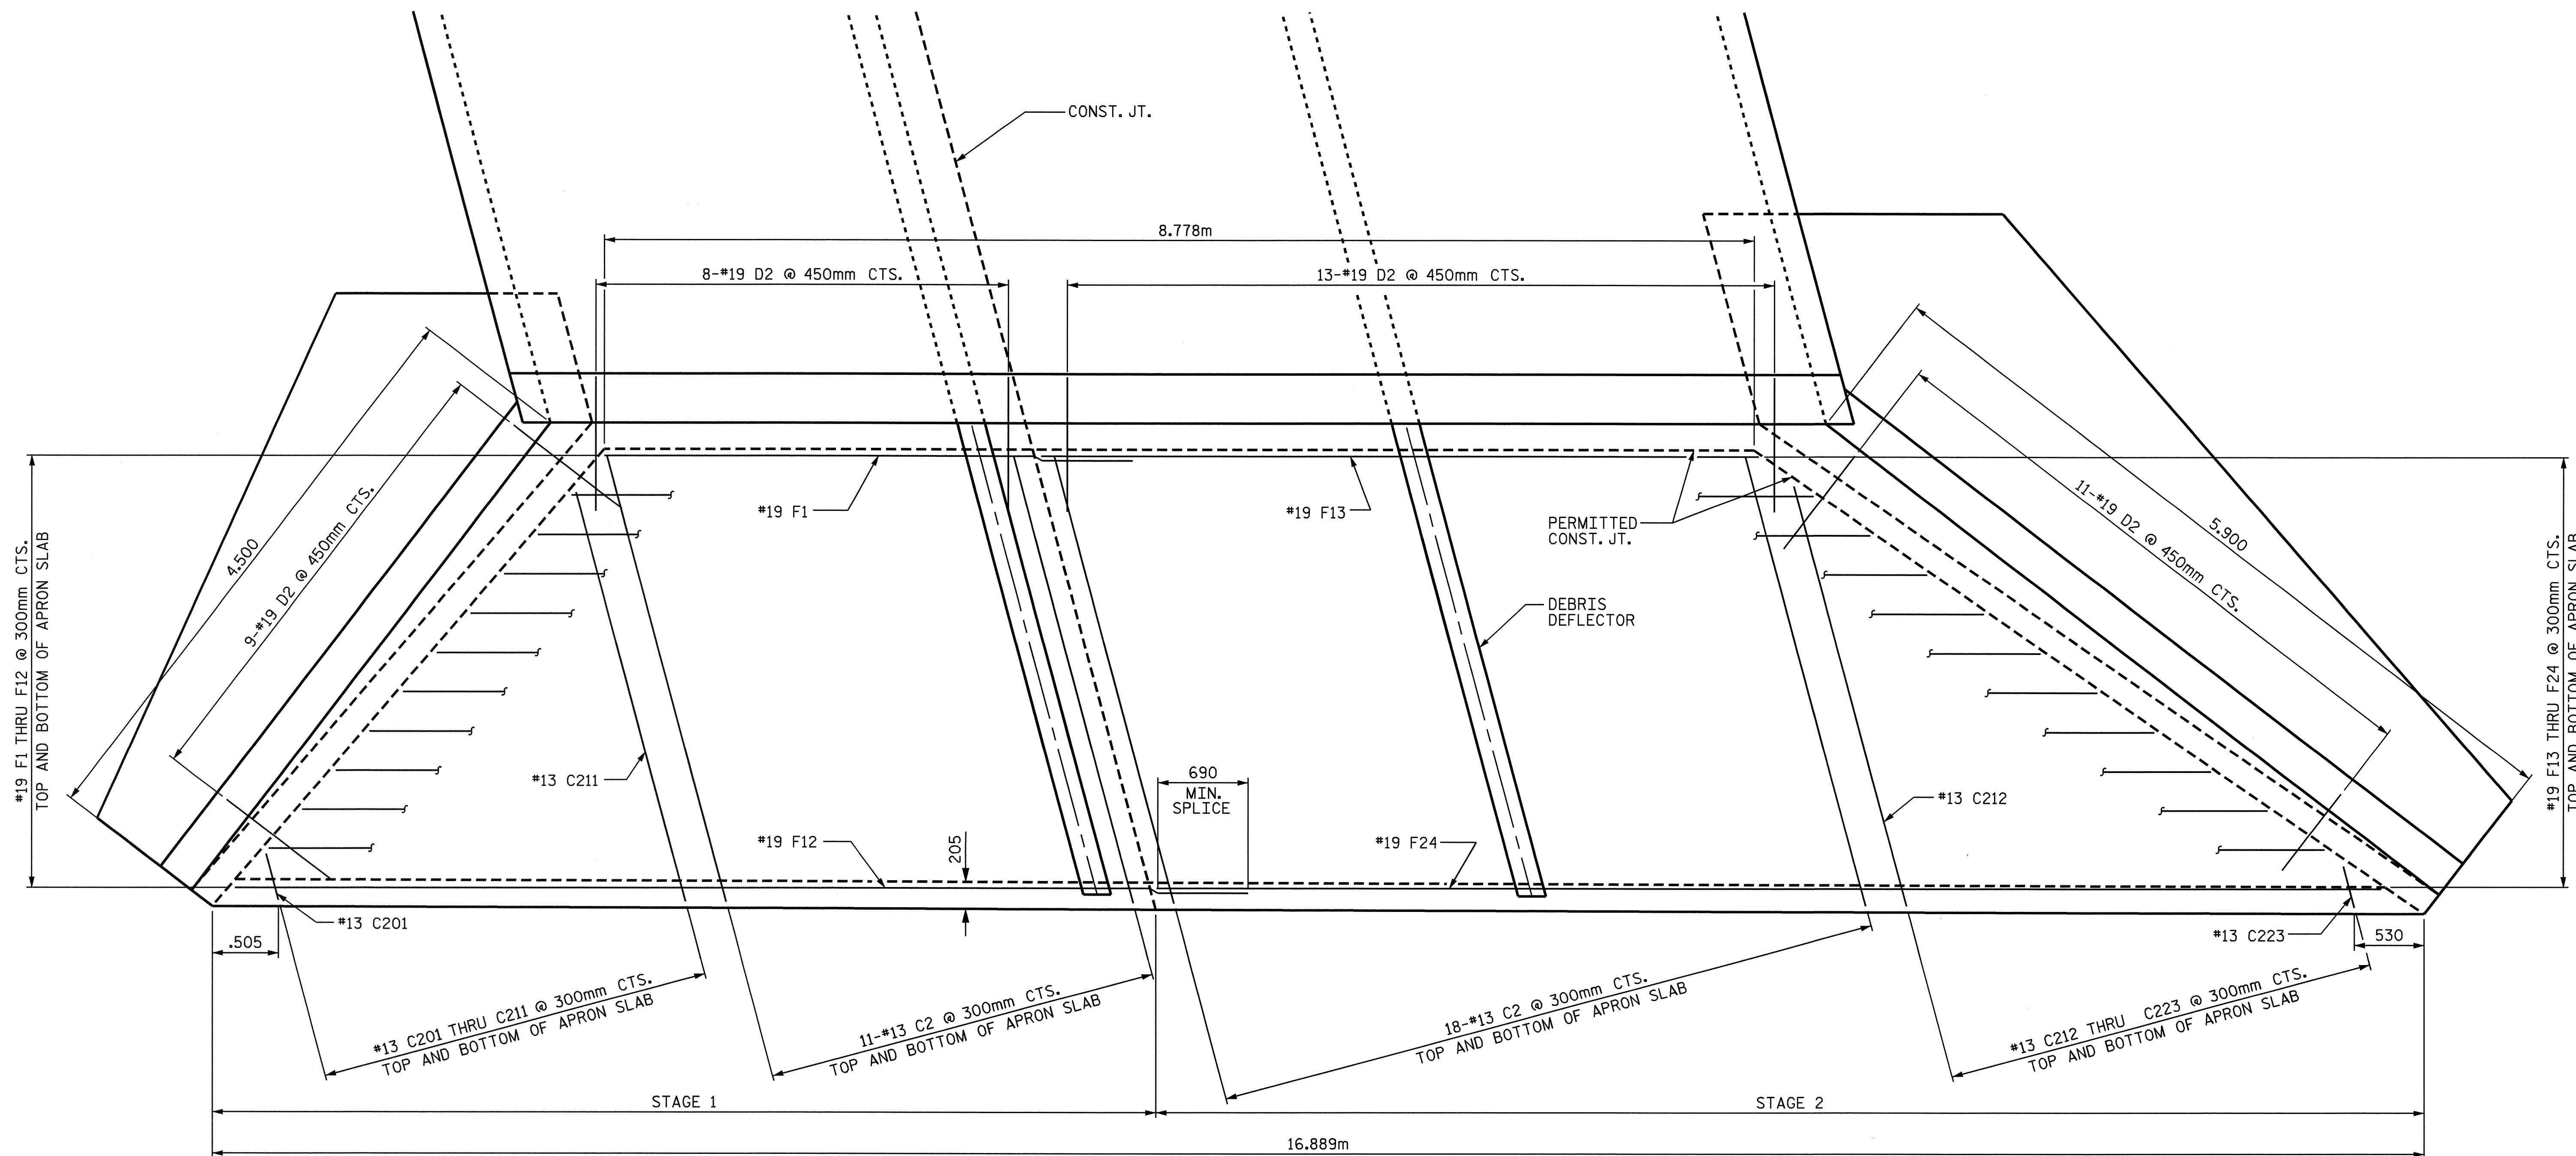 CONST. JT.
8.778m
8-#19 D2 @ 450mm CTS.
13-#19 D2 @ 450mm CTS.
4.500
9-#19 D2 @ 450mm CTS.
#19 F1 THRU F12 @ 300mm CTS.
TOP AND BOTTOM OF APRON SLAB
#19 F1
#19 F13
PERMITTED
CONST. JT.
11-#19 D2 @ 450mm CTS.
5.900
#19 F13 THRU F24 @ 300mm CTS.
TOP AND BOTTOM OF APRON SLAB
DEBRIS
DEFLECTOR
#13 C211
690
MIN.
SPLICE
#13 C212
#19 F12
205
#19 F24
#13 C201
.505
#13 C223
530
#13 C201 THRU C211 @ 300mm CTS.
TOP AND BOTTOM OF APRON SLAB
11-#13 C2 @ 300mm CTS.
TOP AND BOTTOM OF APRON SLAB
18-#13 C2 @ 300mm CTS.
TOP AND BOTTOM OF APRON SLAB
#13 C212 THRU C223 @ 300mm CTS.
TOP AND BOTTOM OF APRON SLAB
STAGE 1
STAGE 2
16.889m